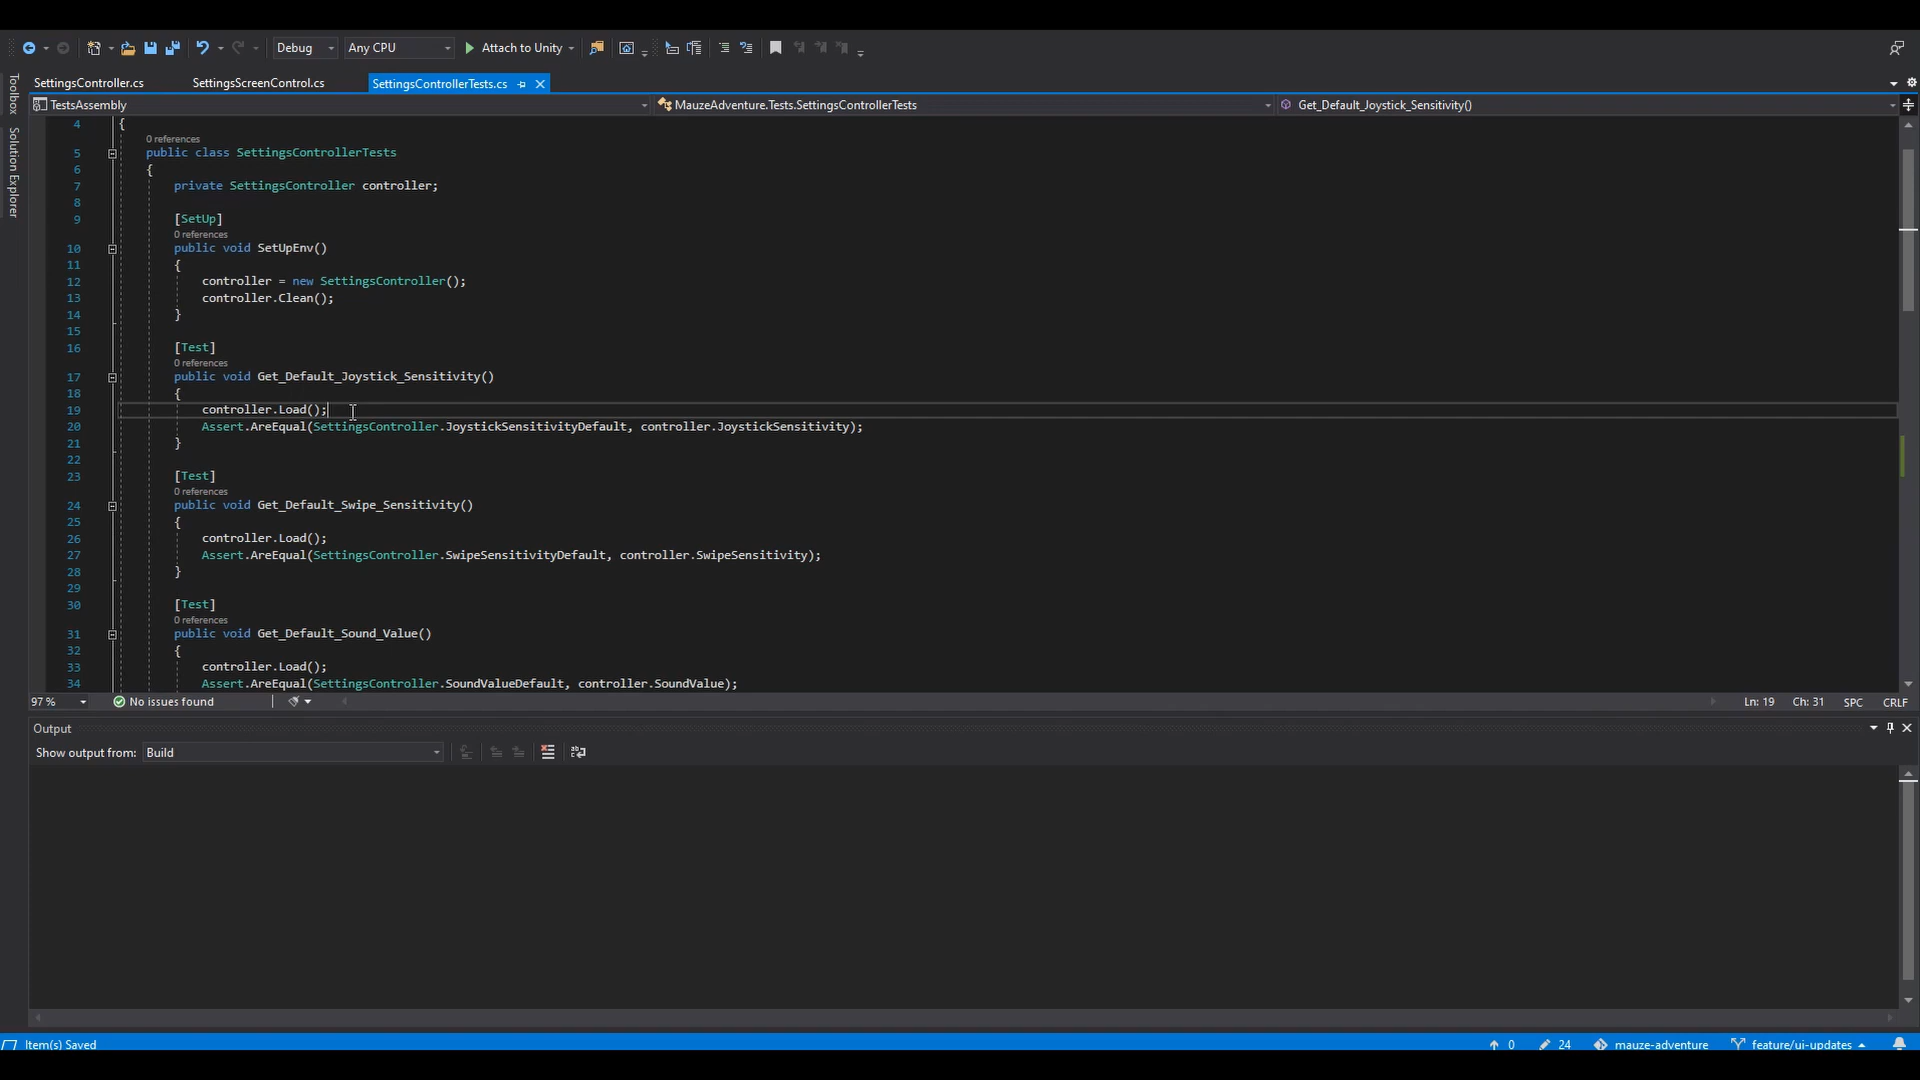 Debug Any CPU Attach to Unity
SettingsController.cs SettingsScreenControl.cs SettingsControllerTests.cs
Toolbox
Solution Explorer
TestsAssembly MauzeAdventure.Tests.SettingsControllerTests Get_Default_Joystick_Sensitivity()
4 {
0 references
5 public class SettingsControllerTests
6 {
7 private SettingsController controller;
8
9 [SetUp]
0 references
10 public void SetUpEnv()
11 {
12 controller = new SettingsController();
13 controller.Clean();
14 }
15
16 [Test]
0 references
17 public void Get_Default_Joystick_Sensitivity()
18 {
19 controller.Load();
20 Assert.AreEqual(SettingsController.JoystickSensitivityDefault, controller.JoystickSensitivity);
21 }
22
23 [Test]
0 references
24 public void Get_Default_Swipe_Sensitivity()
25 {
26 controller.Load();
27 Assert.AreEqual(SettingsController.SwipeSensitivityDefault, controller.SwipeSensitivity);
28 }
29
30 [Test]
0 references
31 public void Get_Default_Sound_Value()
32 {
33 controller.Load();
34 Assert.AreEqual(SettingsController.SoundValueDefault, controller.SoundValue);
97 % No issues found Ln: 19 Ch: 31 SPC CRLF
Output
Show output from: Build
Item(s) Saved 0 24 mauze-adventure feature/ui-updates